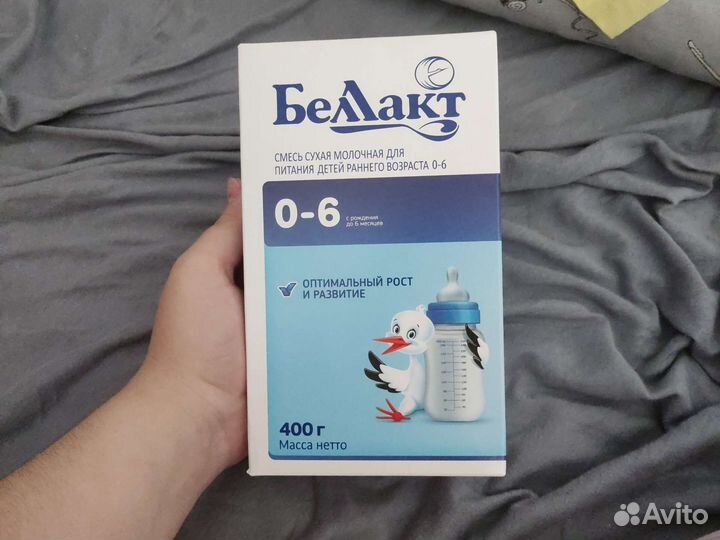 Беллакт
СМЕСЬ СУХАЯ МОЛОЧНАЯ ДЛЯ
ПИТАНИЯ ДЕТЕЙ РАННЕГО ВОЗРАСТА 0-6
0-6
с рождения
до 6 месяцев
ОПТИМАЛЬНЫЙ РОСТ
И РАЗВИТИЕ
400 г
Масса нетто
Avito